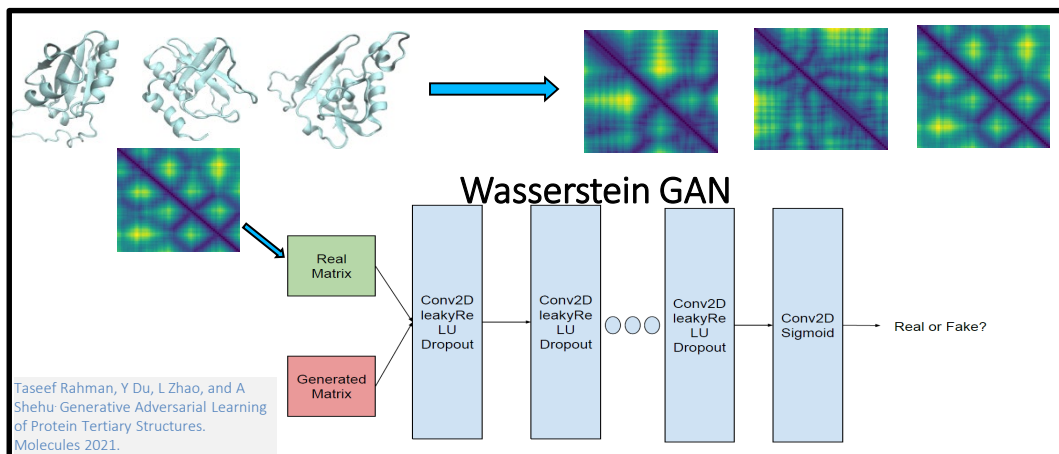 Wasserstein GAN
Real
Matrix
Generated
Matrix
Conv2D
leakyRe
LU
Dropout
Conv2D
leakyRe
LU
Dropout
Conv2D
leakyRe
LU
Dropout
Conv2D
Sigmoid
Real or Fake?
Taseef Rahman, Y Du, L Zhao, and A
Shehu. Generative Adversarial Learning
of Protein Tertiary Structures.
Molecules 2021.